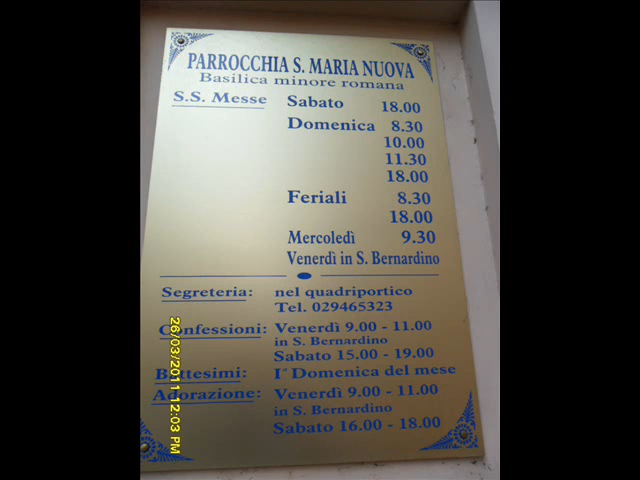 PARROCCHIA S. MARIA NUOVA
Basilica minore romana
S.S. Messe Sabato 18.00
Domenica 8.30
10.00
11.30
18.00
Feriali 8.30
18.00
Mercoledì 9.30
Venerdì in S. Bernardino
Segreteria: nel quadriportico
Tel. 029465323
Confessioni: Venerdì 9.00 - 11.00
in S. Bernardino
Sabato 15.00 - 19.00
Battesimi: Iª Domenica del mese
Adorazione: Venerdì 9.00 - 11.00
in S. Bernardino
Sabato 16.00 - 18.00
26/03/2011 12:03 PM